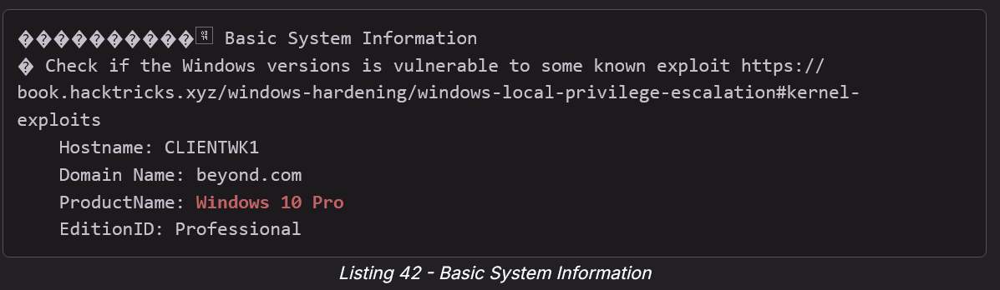 �����������͹ Basic System Information
� Check if the Windows versions is vulnerable to some known exploit https://
book.hacktricks.xyz/windows-hardening/windows-local-privilege-escalation#kernel-
exploits
Hostname: CLIENTWK1
Domain Name: beyond.com
ProductName: Windows 10 Pro
EditionID: Professional
Listing 42 - Basic System Information